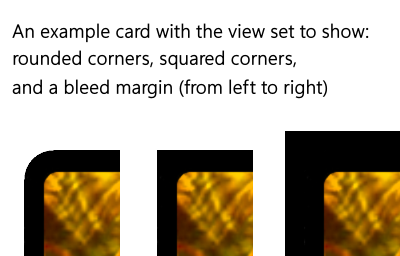 An example card with the view set to show:
rounded corners, squared corners,
and a bleed margin (from left to right)